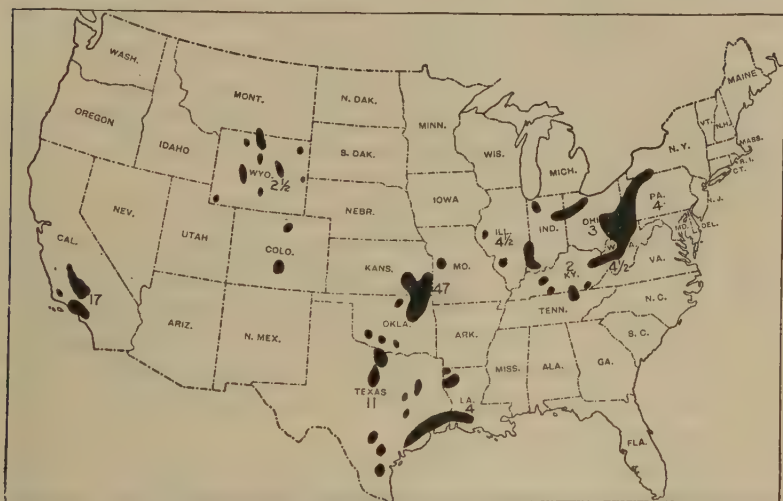 WASH.
MONT.
N. DAK.
MINN.
MAINE
OREGON
IDAHO
S. DAK.
WIS.
MICH.
N. Y.
VT.
N.H.
MASS.
R. I.
CT.
WYO.
2 ½
NEV.
UTAH
COLO.
NEBR.
IOWA
ILL.
4½
IND.
OHIO
3
PA.
4
N. J.
MD.
DEL.
CAL.
17
KANS.
47
MO.
2
KY.
W. VA.
4½
VA.
ARIZ.
N. MEX.
OKLA.
ARK.
TENN.
N. C.
S. C.
TEXAS
11
LA.
4
MISS.
ALA.
GA.
FLA.